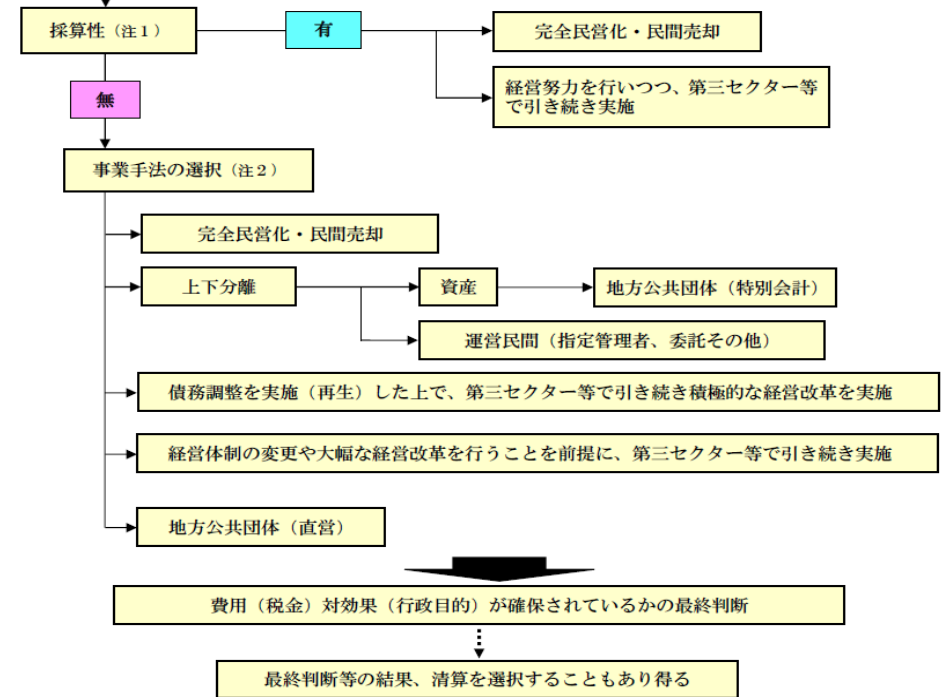 採算性（注１）
有
完全民営化・民間売却
経営努力を行いつつ、第三セクター等
で引き続き実施
無
事業手法の選択（注２）
完全民営化・民間売却
上下分離
資産
地方公共団体（特別会計）
運営民間（指定管理者、委託その他）
債務調整を実施（再生）した上で、第三セクター等で引き続き積極的な経営改革を実施
経営体制の変更や大幅な経営改革を行うことを前提に、第三セクター等で引き続き実施
地方公共団体（直営）
費用（税金）対効果（行政目的）が確保されているかの最終判断
最終判断等の結果、清算を選択することもあり得る